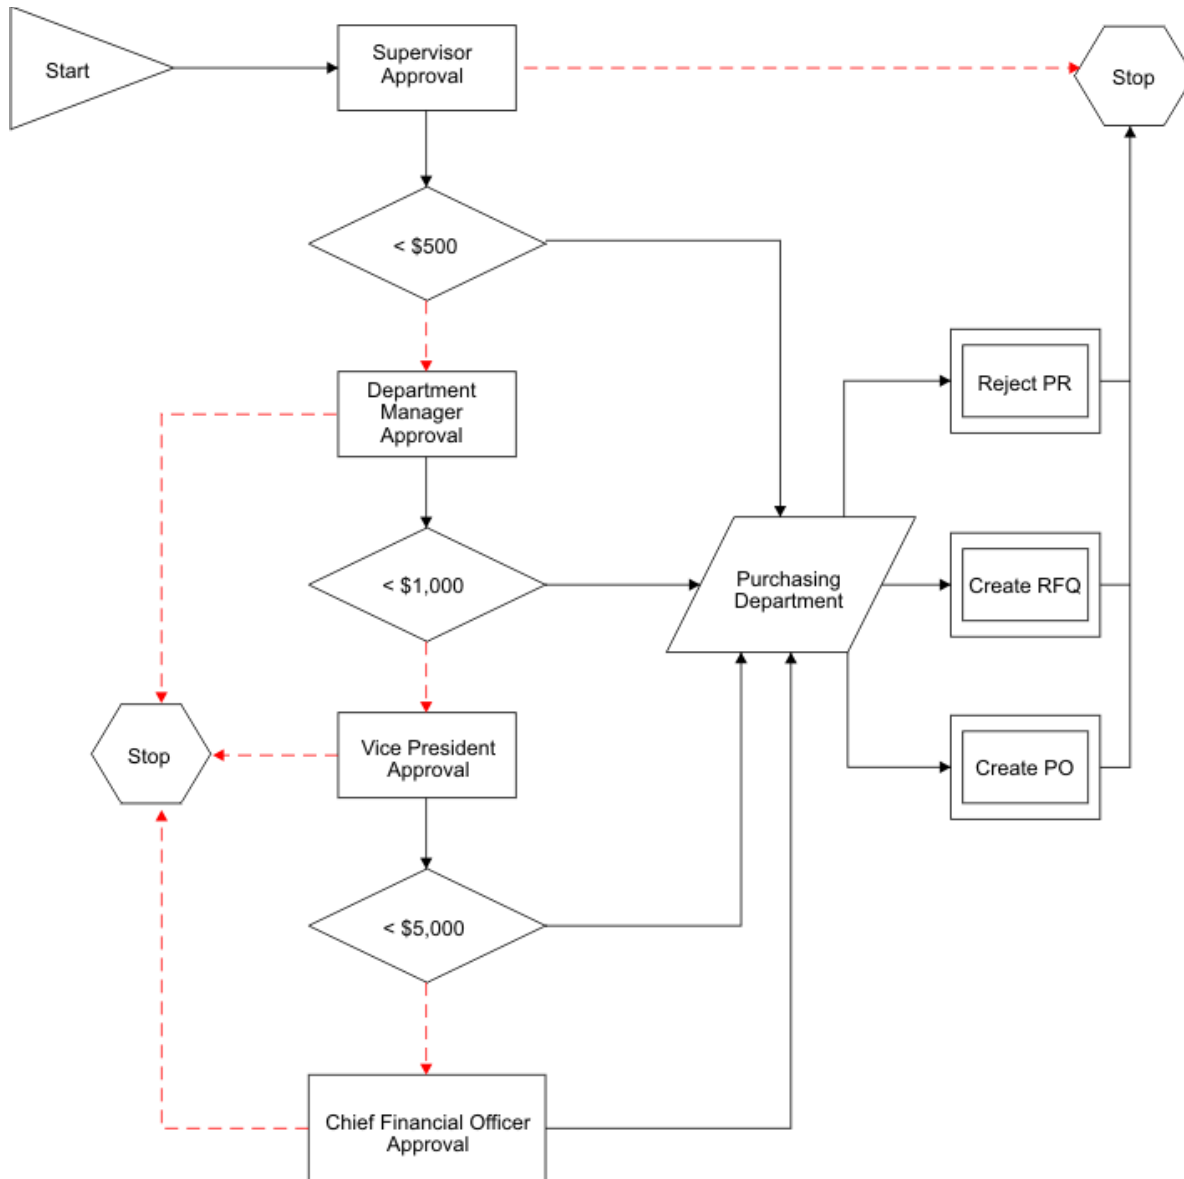 Start
Supervisor
Approval
Stop
< $500
Department
Manager
Approval
Reject PR
< $1,000
Purchasing
Department
Create RFQ
Stop
Vice President
Approval
Create PO
< $5,000
Chief Financial Officer
Approval